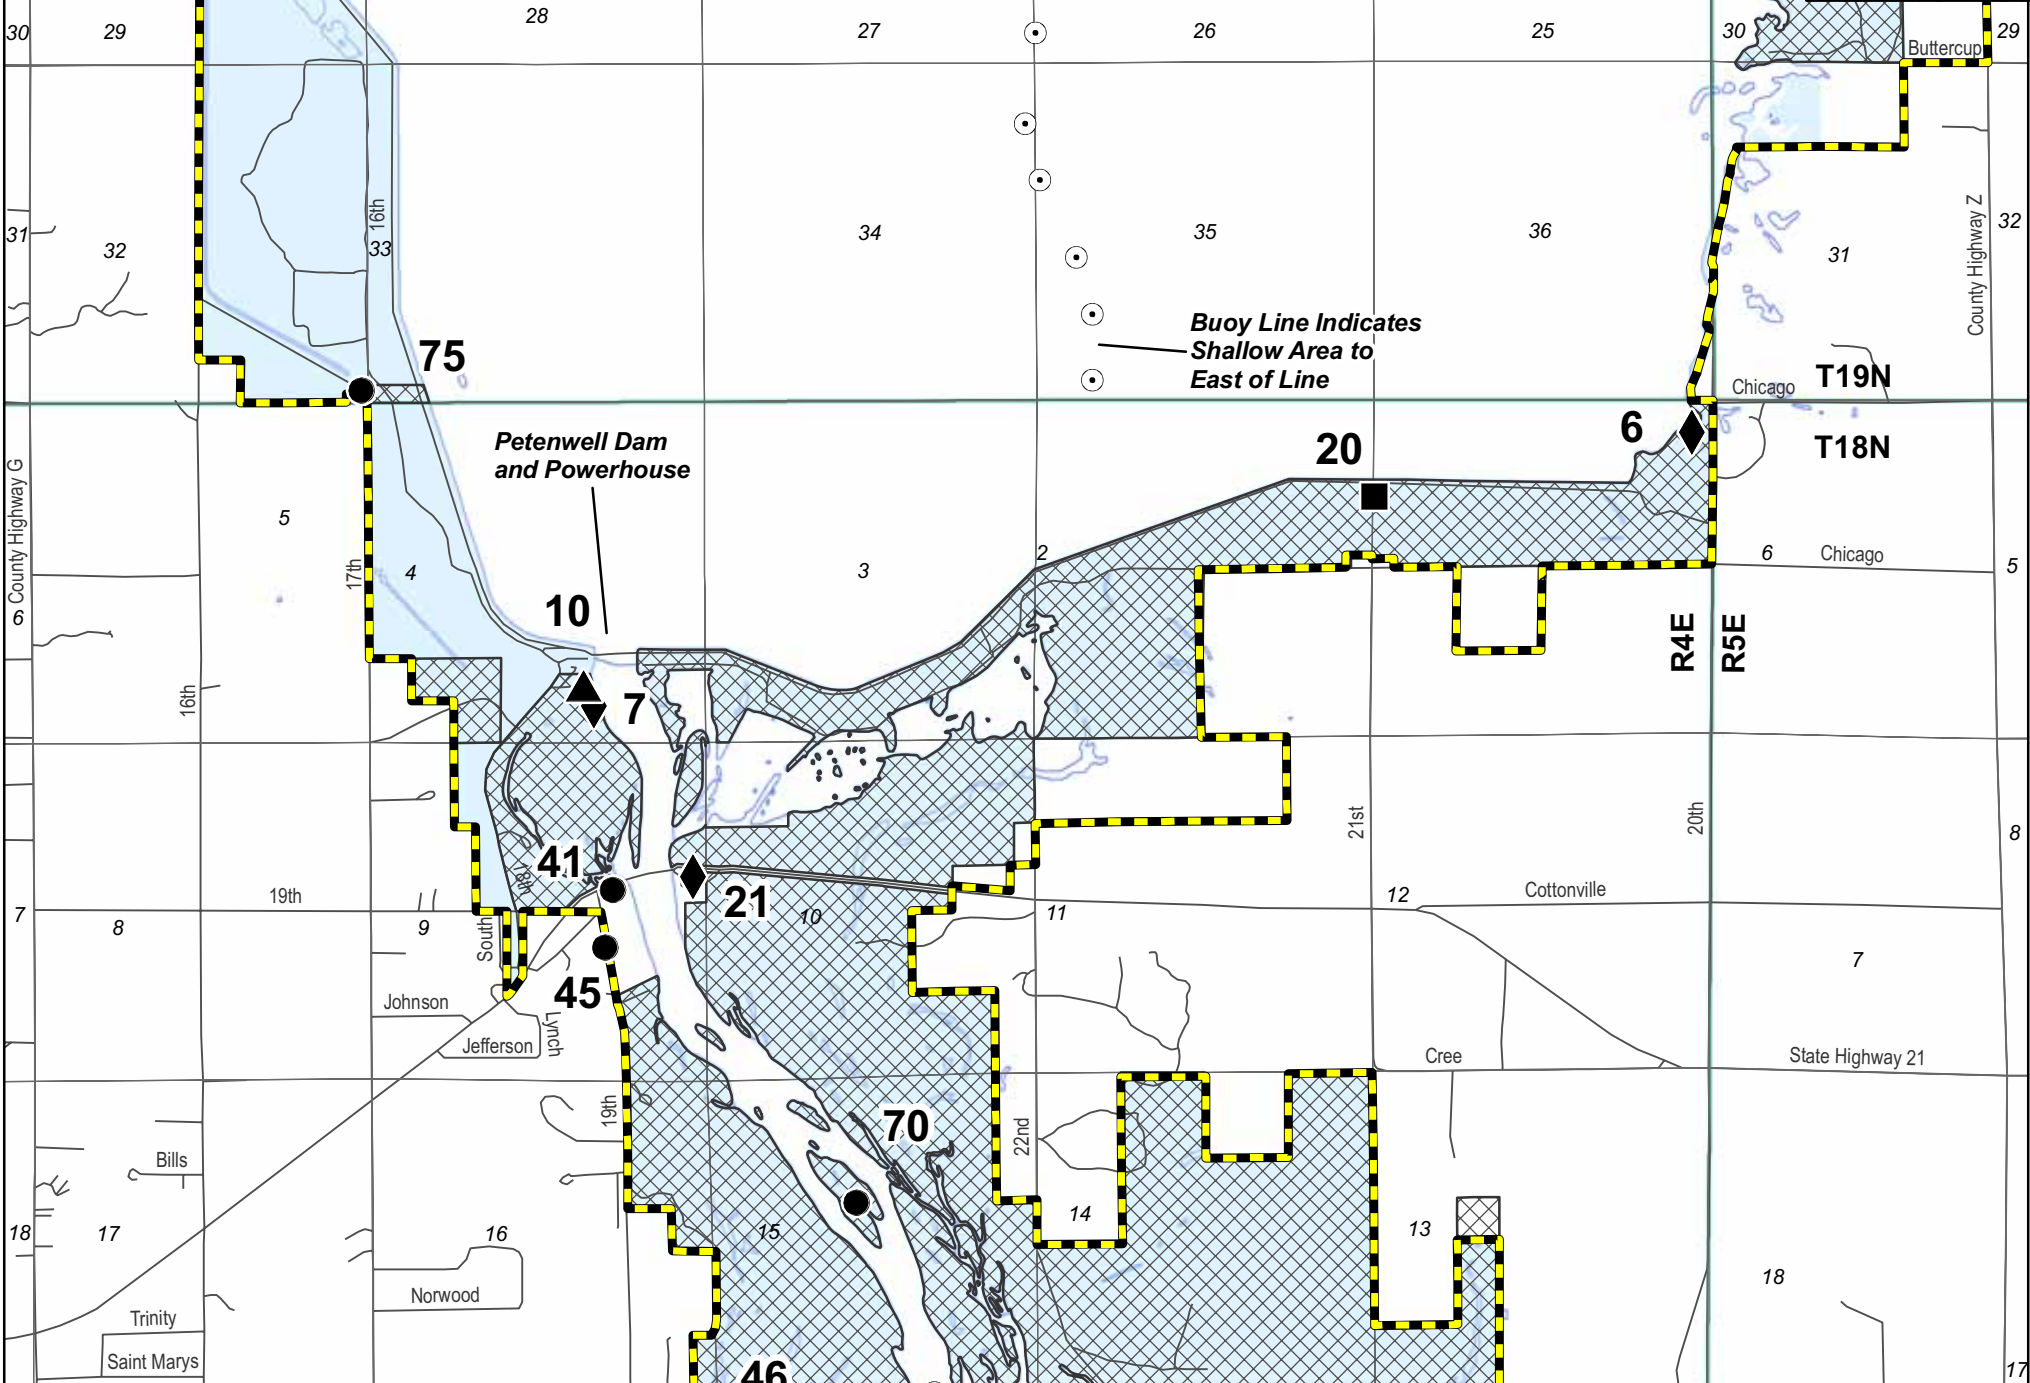 28
30
29
27
26
25
30
29
Buttercup
16th
33
31
32
34
35
36
31
32
County Highway Z
75
Buoy Line Indicates
Shallow Area to
East of Line
T19N
Chicago
Petenwell Dam
and Powerhouse
20
6
T18N
County Highway G
5
17th
4
3
2
6
Chicago
5
6
10
R4E
R5E
16th
7
21st
20th
8
41
18th
19th
21
10
11
12
Cottonville
7
8
9
South
7
45
Johnson
Jefferson
Lynch
Cree
State Highway 21
19th
70
22nd
Bills
18
17
16
15
14
13
18
Norwood
Trinity
Saint Marys
46
17